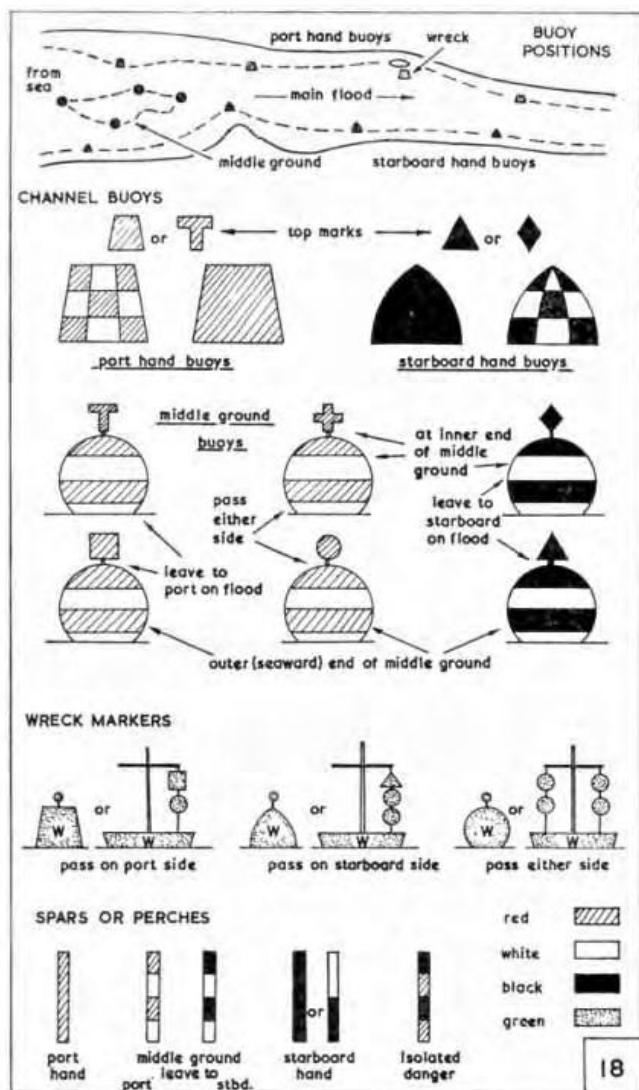 port hand buoys
wreck
BUOY
POSITIONS
from
sea
main flood
middle ground
starboard hand buoys
CHANNEL BUOYS
or
top marks
or
port hand buoys
starboard hand buoys
middle ground
buoys
at inner end
of middle
ground
pass
either
side
leave to
starboard
on flood
leave to
port on flood
outer (seaward) end of middle ground
WRECK MARKERS
W
or
W
W
or
W
W
or
W
pass on port side
pass on starboard side
pass either side
SPARS OR PERCHES
red
white
black
green
or
port
hand
middle ground
leave to
port
stbd.
starboard
hand
isolated
danger
18